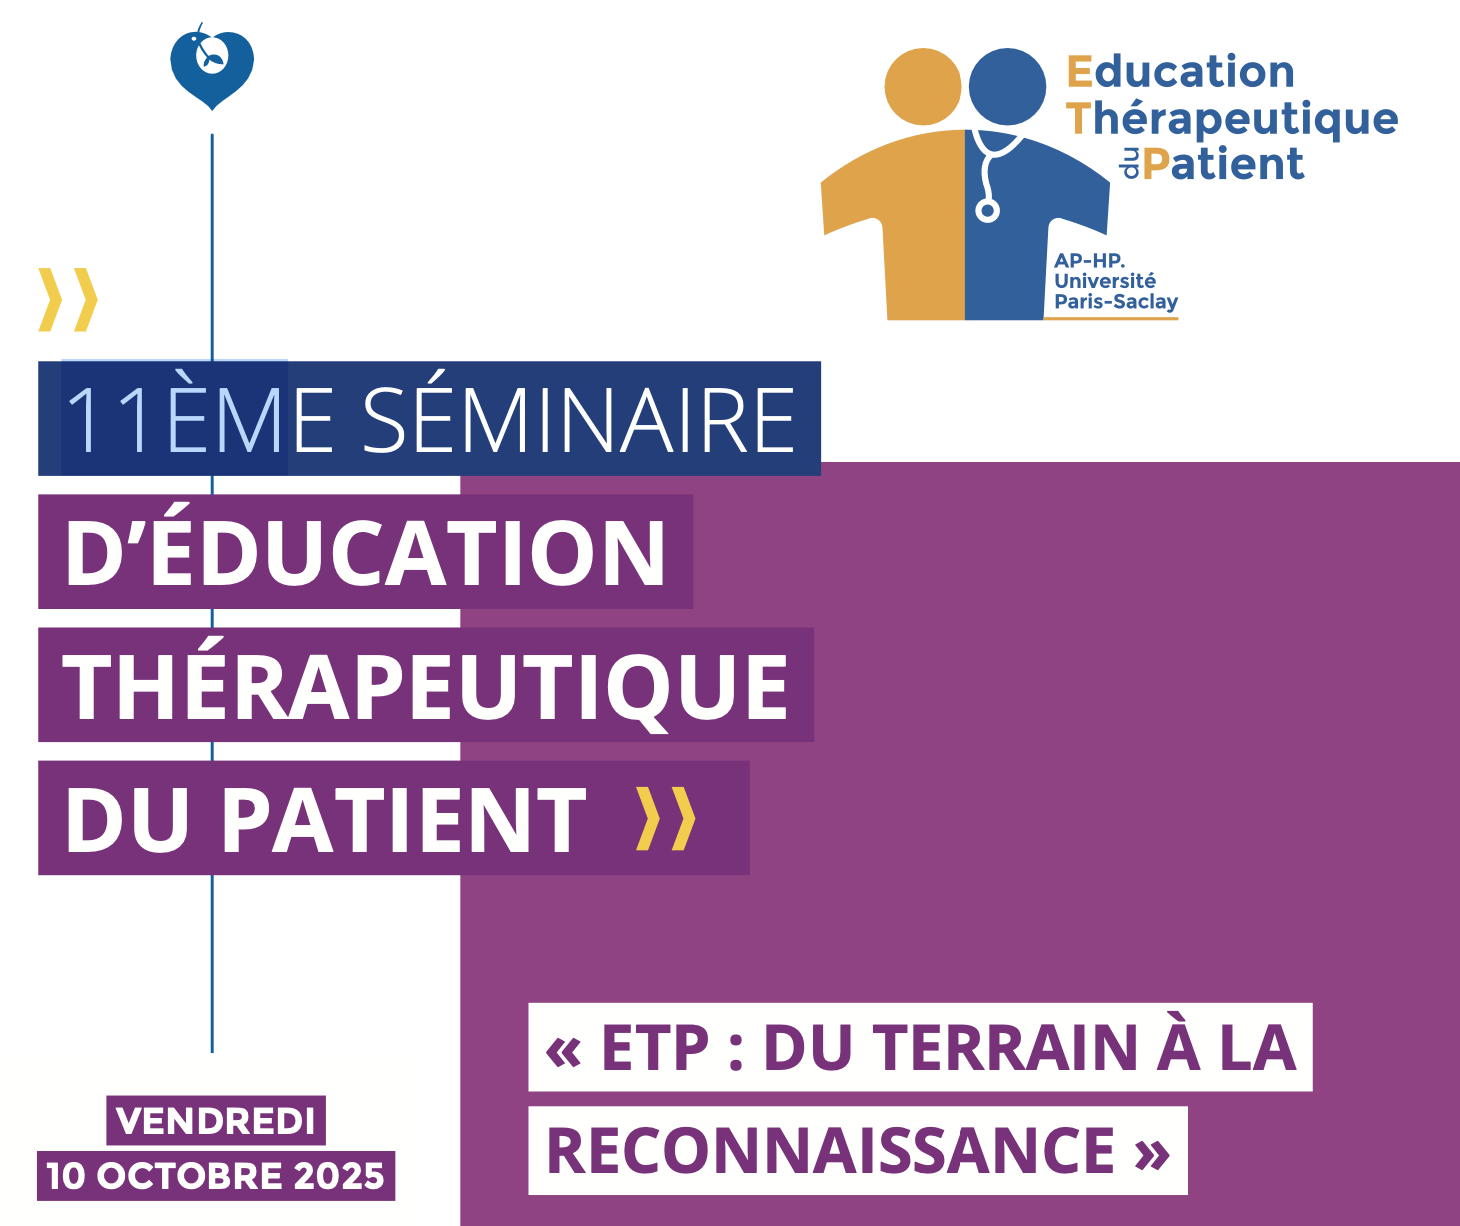 Education
Thérapeutique
du Patient
AP-HP.
Université
Paris-Saclay
11ÈME SÉMINAIRE
D’ÉDUCATION
THÉRAPEUTIQUE
DU PATIENT
« ETP : DU TERRAIN À LA
RECONNAISSANCE »
VENDREDI
10 OCTOBRE 2025